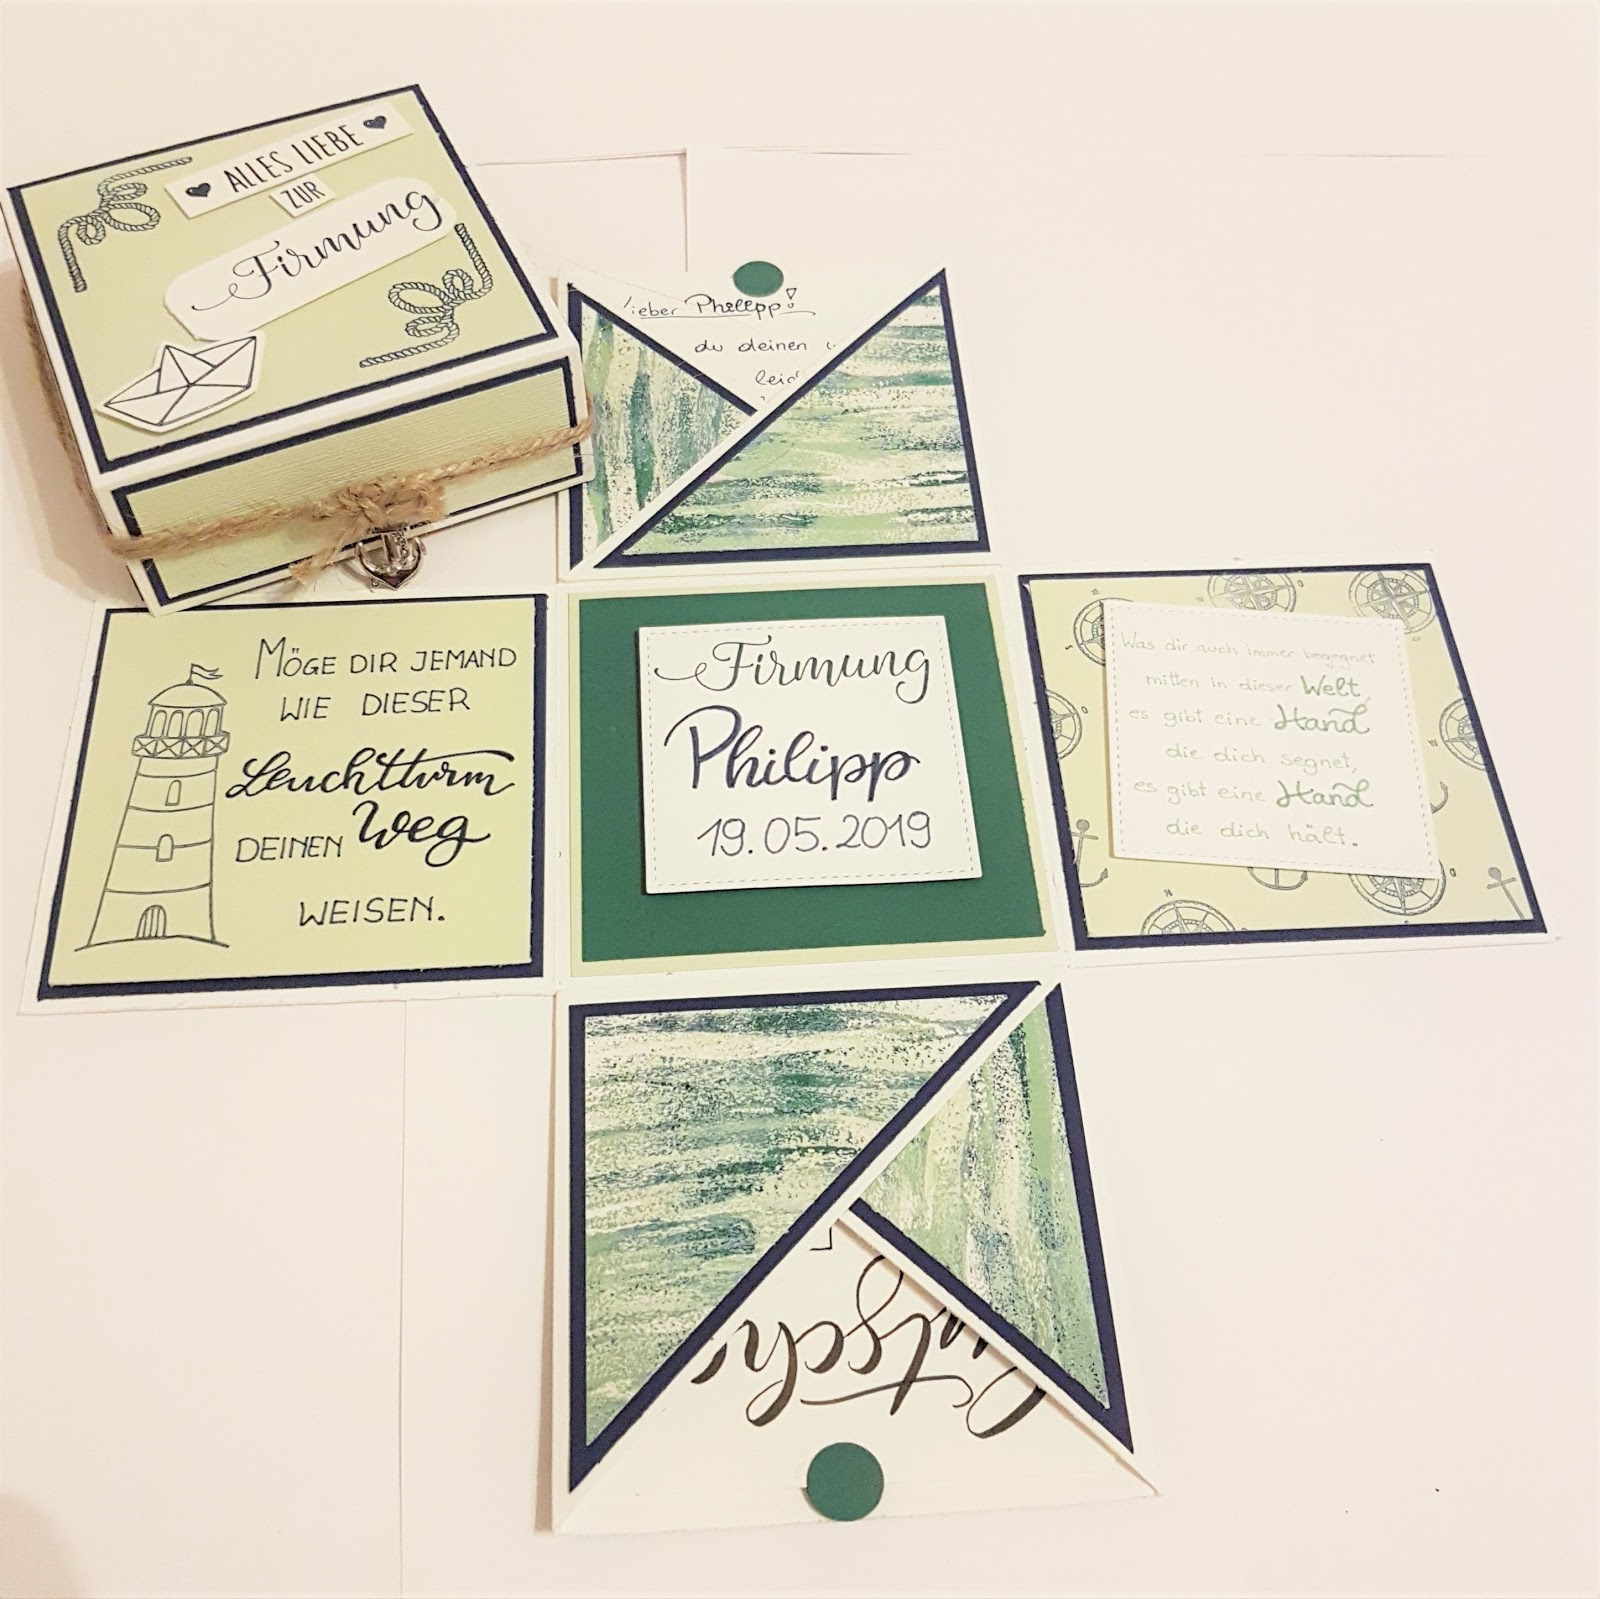 ALLES LIEBE
ZUR
Firmung
lieber Philipp!
du deinen
MÖGE DIR JEMAND
WIE DIESER
Leuchtturm
DEINEN Weg
WEISEN.
Firmung
Philipp
19.05.2019
Was dir auch immer begegnet
mitten in dieser Welt,
es gibt eine Hand
die dich segnet,
es gibt eine Hand
die dich hält.